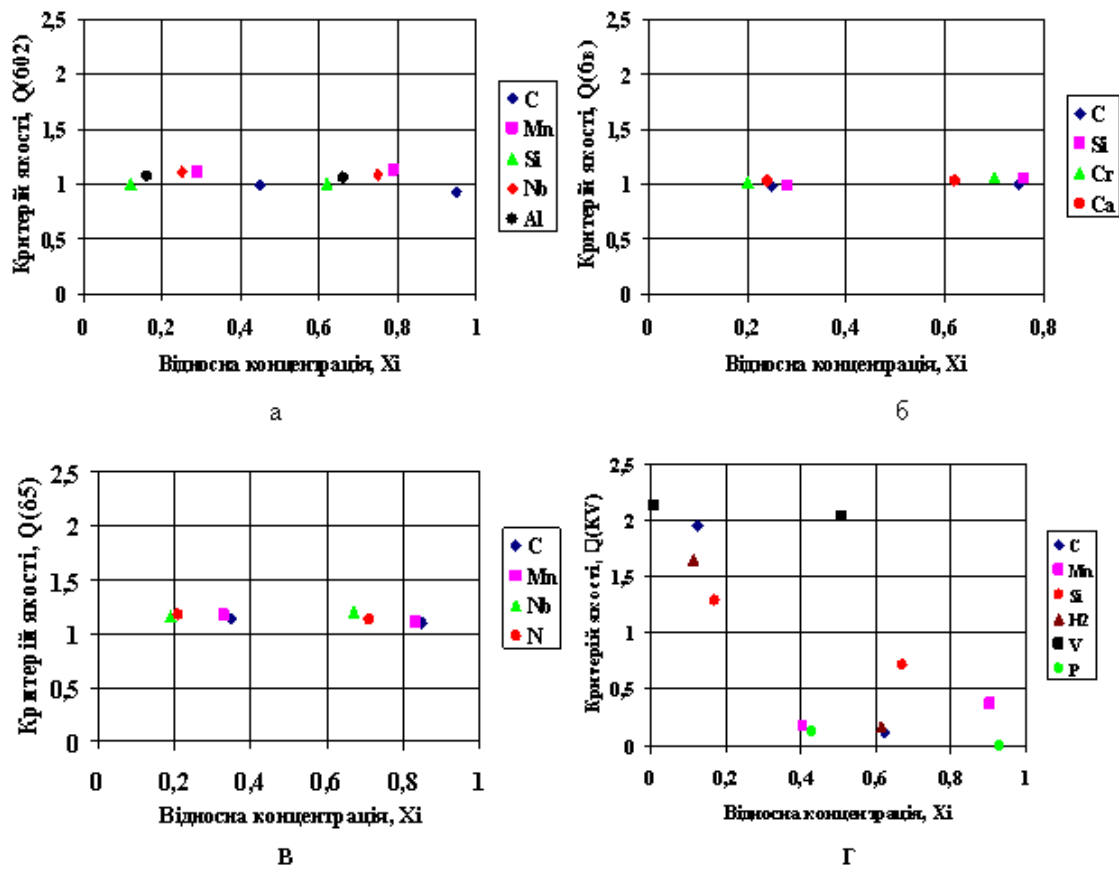 Критерій якості, Q(б02)
2,5
2
1,5
1
0,5
0
0
0,2
0,4
0,6
0,8
1
Відносна концентрація, Xi
C
Mn
Si
Nb
Al
а
Критерій якості, Q(бв)
2,5
2
1,5
1
0,5
0
0
0,2
0,4
0,6
0,8
Відносна концентрація, Xi
C
Si
Cr
Ca
б
Критерій якості, Q(б5)
2,5
2
1,5
1
0,5
0
0
0,2
0,4
0,6
0,8
1
Відносна концентрація, Xi
C
Mn
Nb
N
в
Критерій якості, Q(KV)
2,5
2
1,5
1
0,5
0
0
0,2
0,4
0,6
0,8
1
Відносна концентрація, Xi
C
Mn
Si
H2
V
P
Г